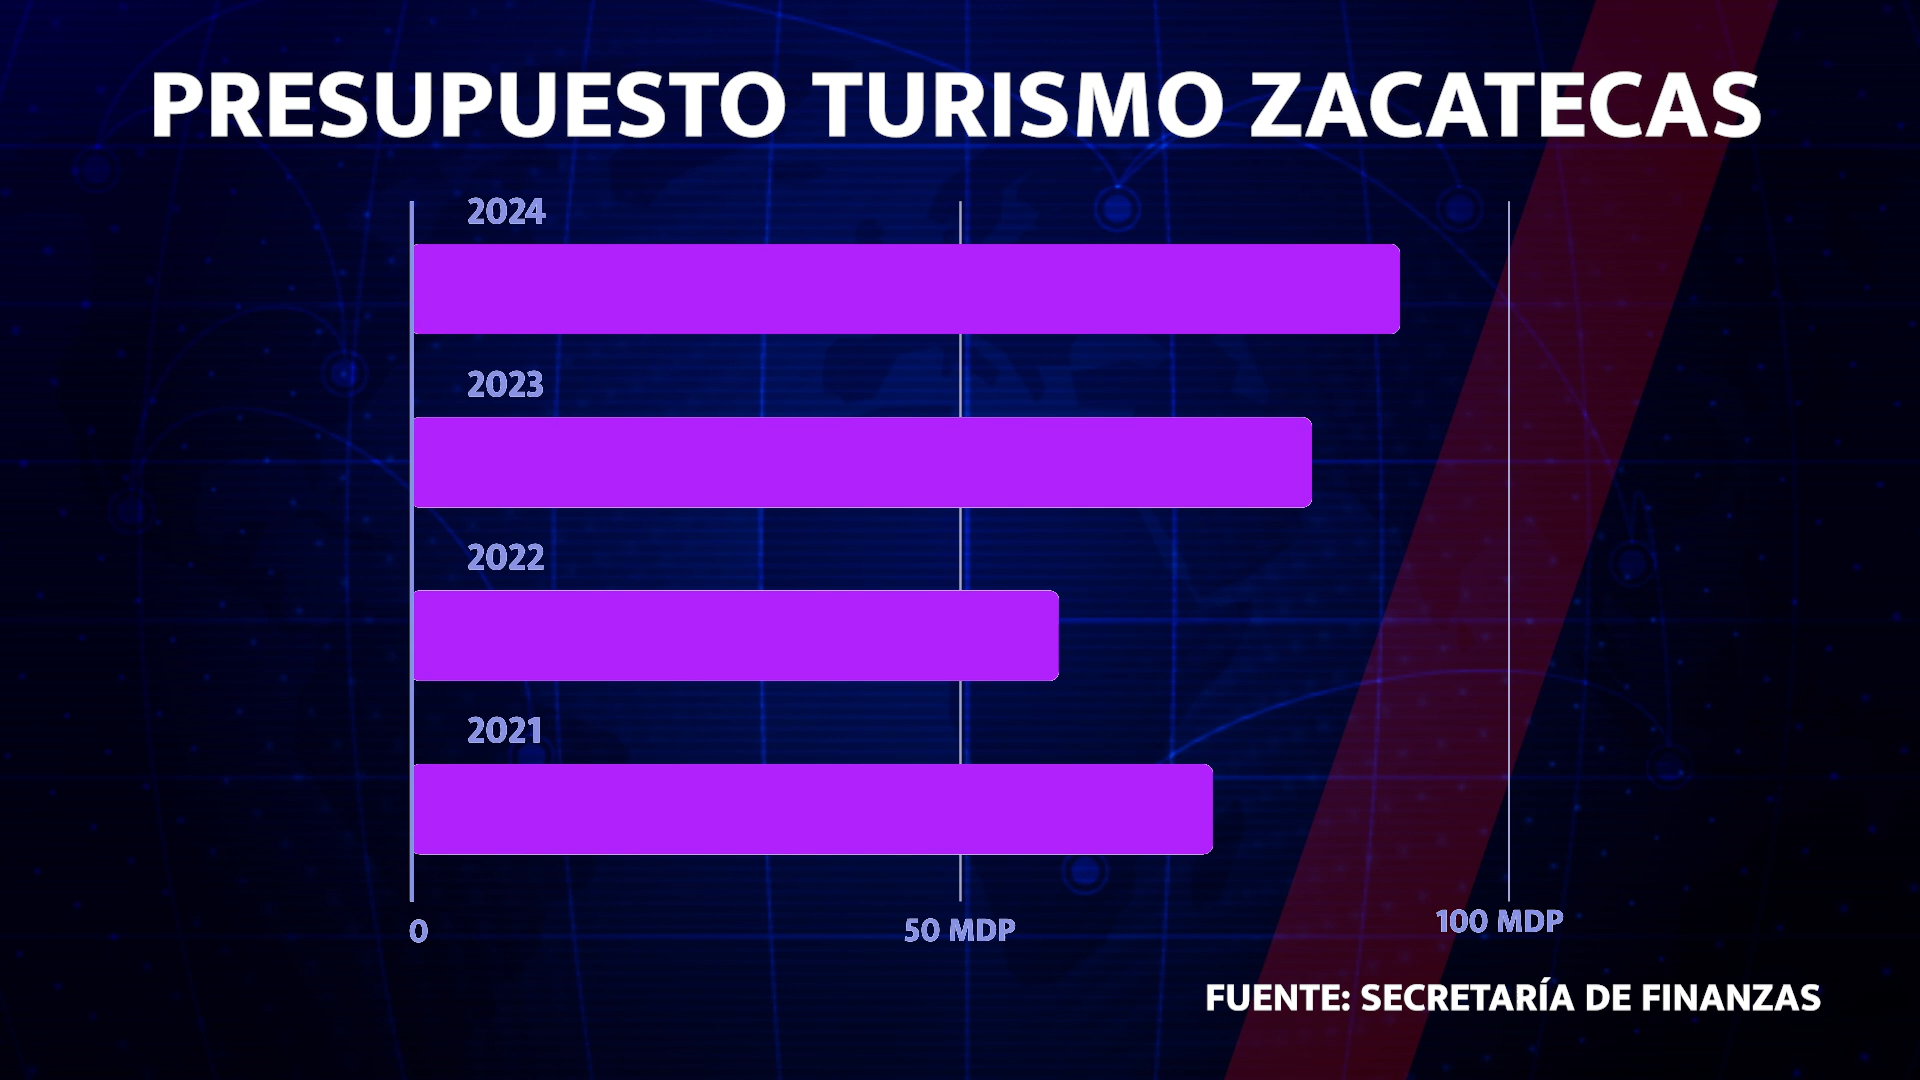 PRESUPUESTO TURISMO ZACATECAS
2024
2023
2022
2021
0
50 MDP
100 MDP
FUENTE: SECRETARÍA DE FINANZAS